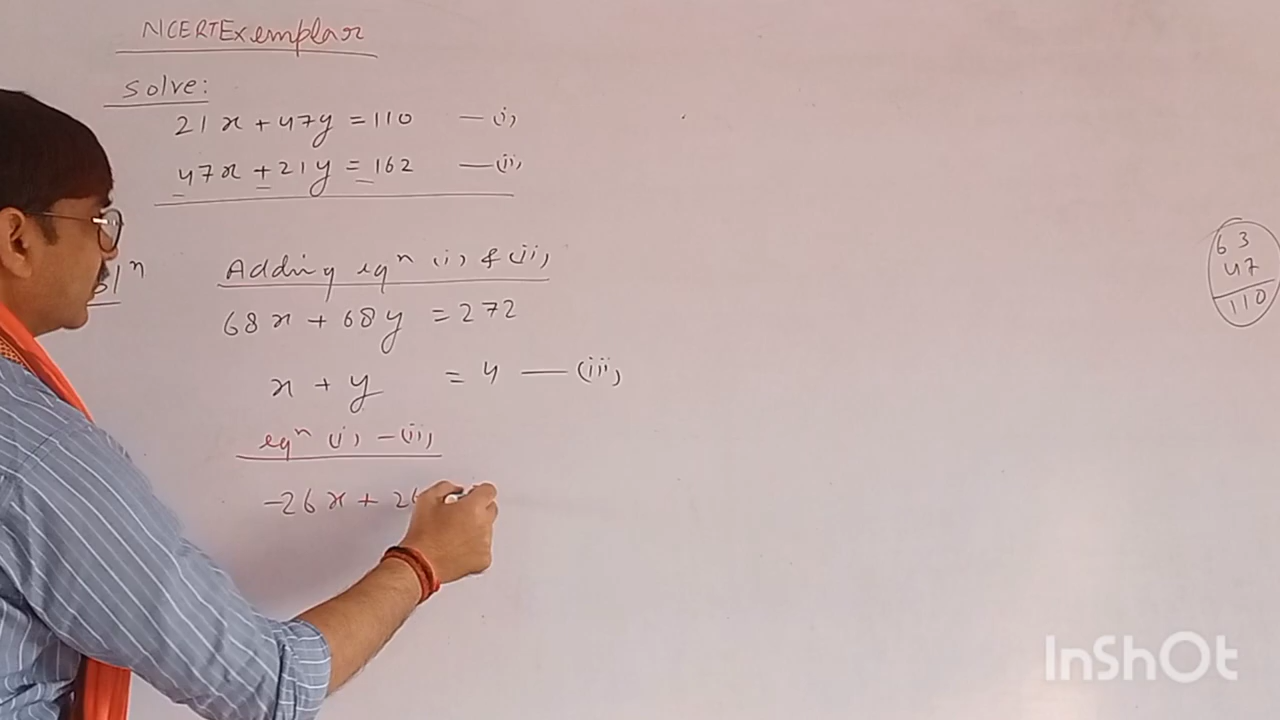 NCERT Exemplar
Solve:
21x + 47y = 110 — (i)
47x + 21y = 162 — (ii)
Adding eqⁿ (i) & (ii)
68x + 68y = 272
x + y = 4 — (iii)
eqⁿ (i) – (ii)
-26x + 26
63
47
110
InShOt